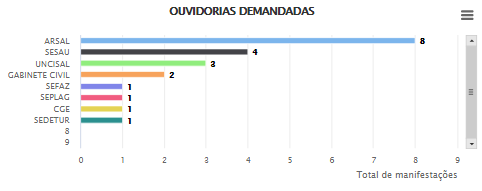 OUVIDORIAS DEMANDADAS
ARSAL 8
SESAU 4
UNCISAL 3
GABINETE CIVIL 2
SEFAZ 1
SEPLAG 1
CGE 1
SEDETUR 1
8
9
0 1 2 3 4 5 6 7 8 9
Total de manifestações